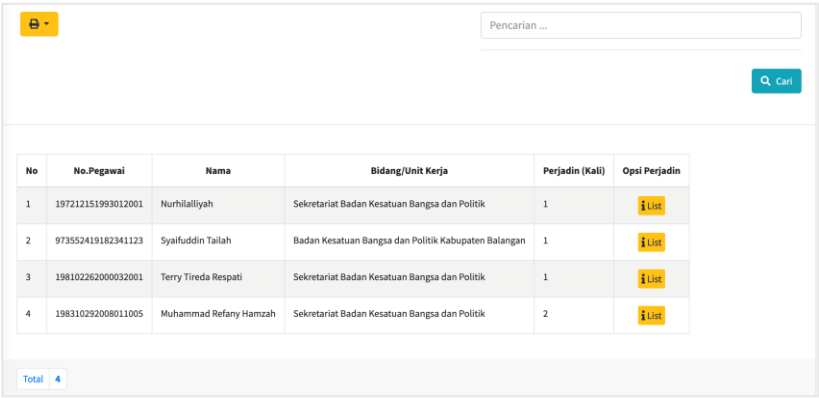 Pencarian ...
Cari
No No.Pegawai Nama Bidang/Unit Kerja Perjadin (Kali) Opsi Perjadin
1 197212151993012001 Nurhilalliyah Sekretariat Badan Kesatuan Bangsa dan Politik 1 List
2 973552419182341123 Syaifuddin Tailah Badan Kesatuan Bangsa dan Politik Kabupaten Balangan 1 List
3 198102262000032001 Terry Tireda Respati Sekretariat Badan Kesatuan Bangsa dan Politik 1 List
4 198310292008011005 Muhammad Refany Hamzah Sekretariat Badan Kesatuan Bangsa dan Politik 2 List
Total 4